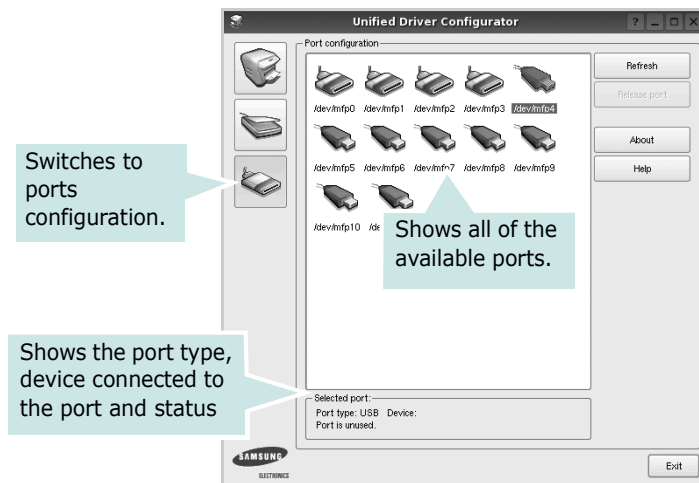 Unified Driver Configurator
Port configuration
/dev/mfp0 /dev/mfp1 /dev/mfp2 /dev/mfp3 /dev/mfp4
/dev/mfp5 /dev/mfp6 /dev/mfp7 /dev/mfp8 /dev/mfp9
/dev/mfp10
Refresh
Release port
About
Help
Switches to
ports
configuration.
Shows all of the
available ports.
Shows the port type,
device connected to
the port and status
Selected port:
Port type: USB Device:
Port is unused.
SAMSUNG
ELECTRONICS
Exit